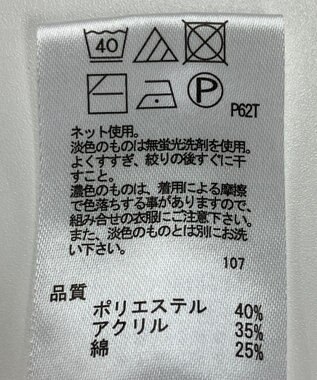 40
P
P62T
ネット使用。
淡色のものは無蛍光洗剤を使用。
よくすすぎ、絞りの後すぐに干
すこと。
濃色のものは、着用による摩擦
で色落ちする事がありますので、
組み合せの衣服にご注意下さい。
また、淡色のものとは別にお洗
い下さい。
107
品質
ポリエステル 40%
アクリル 35%
綿 25%